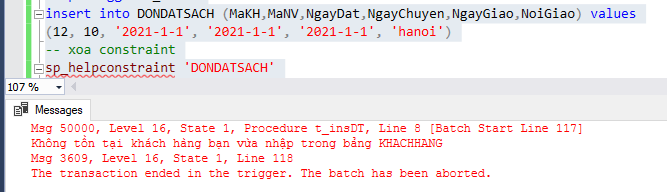 insert into DONDATSACH (MaKH,MaNV,NgayDat,NgayChuyen,NgayGiao,NoiGiao) values
(12, 10, '2021-1-1', '2021-1-1', '2021-1-1', 'hanoi')
-- xoa constraint
sp_helpconstraint 'DONDATSACH'
107 %
Messages
Msg 50000, Level 16, State 1, Procedure t_insDT, Line 8 [Batch Start Line 117]
Không tồn tại khách hàng bạn vừa nhập trong bảng KHACHHANG
Msg 3609, Level 16, State 1, Line 118
The transaction ended in the trigger. The batch has been aborted.